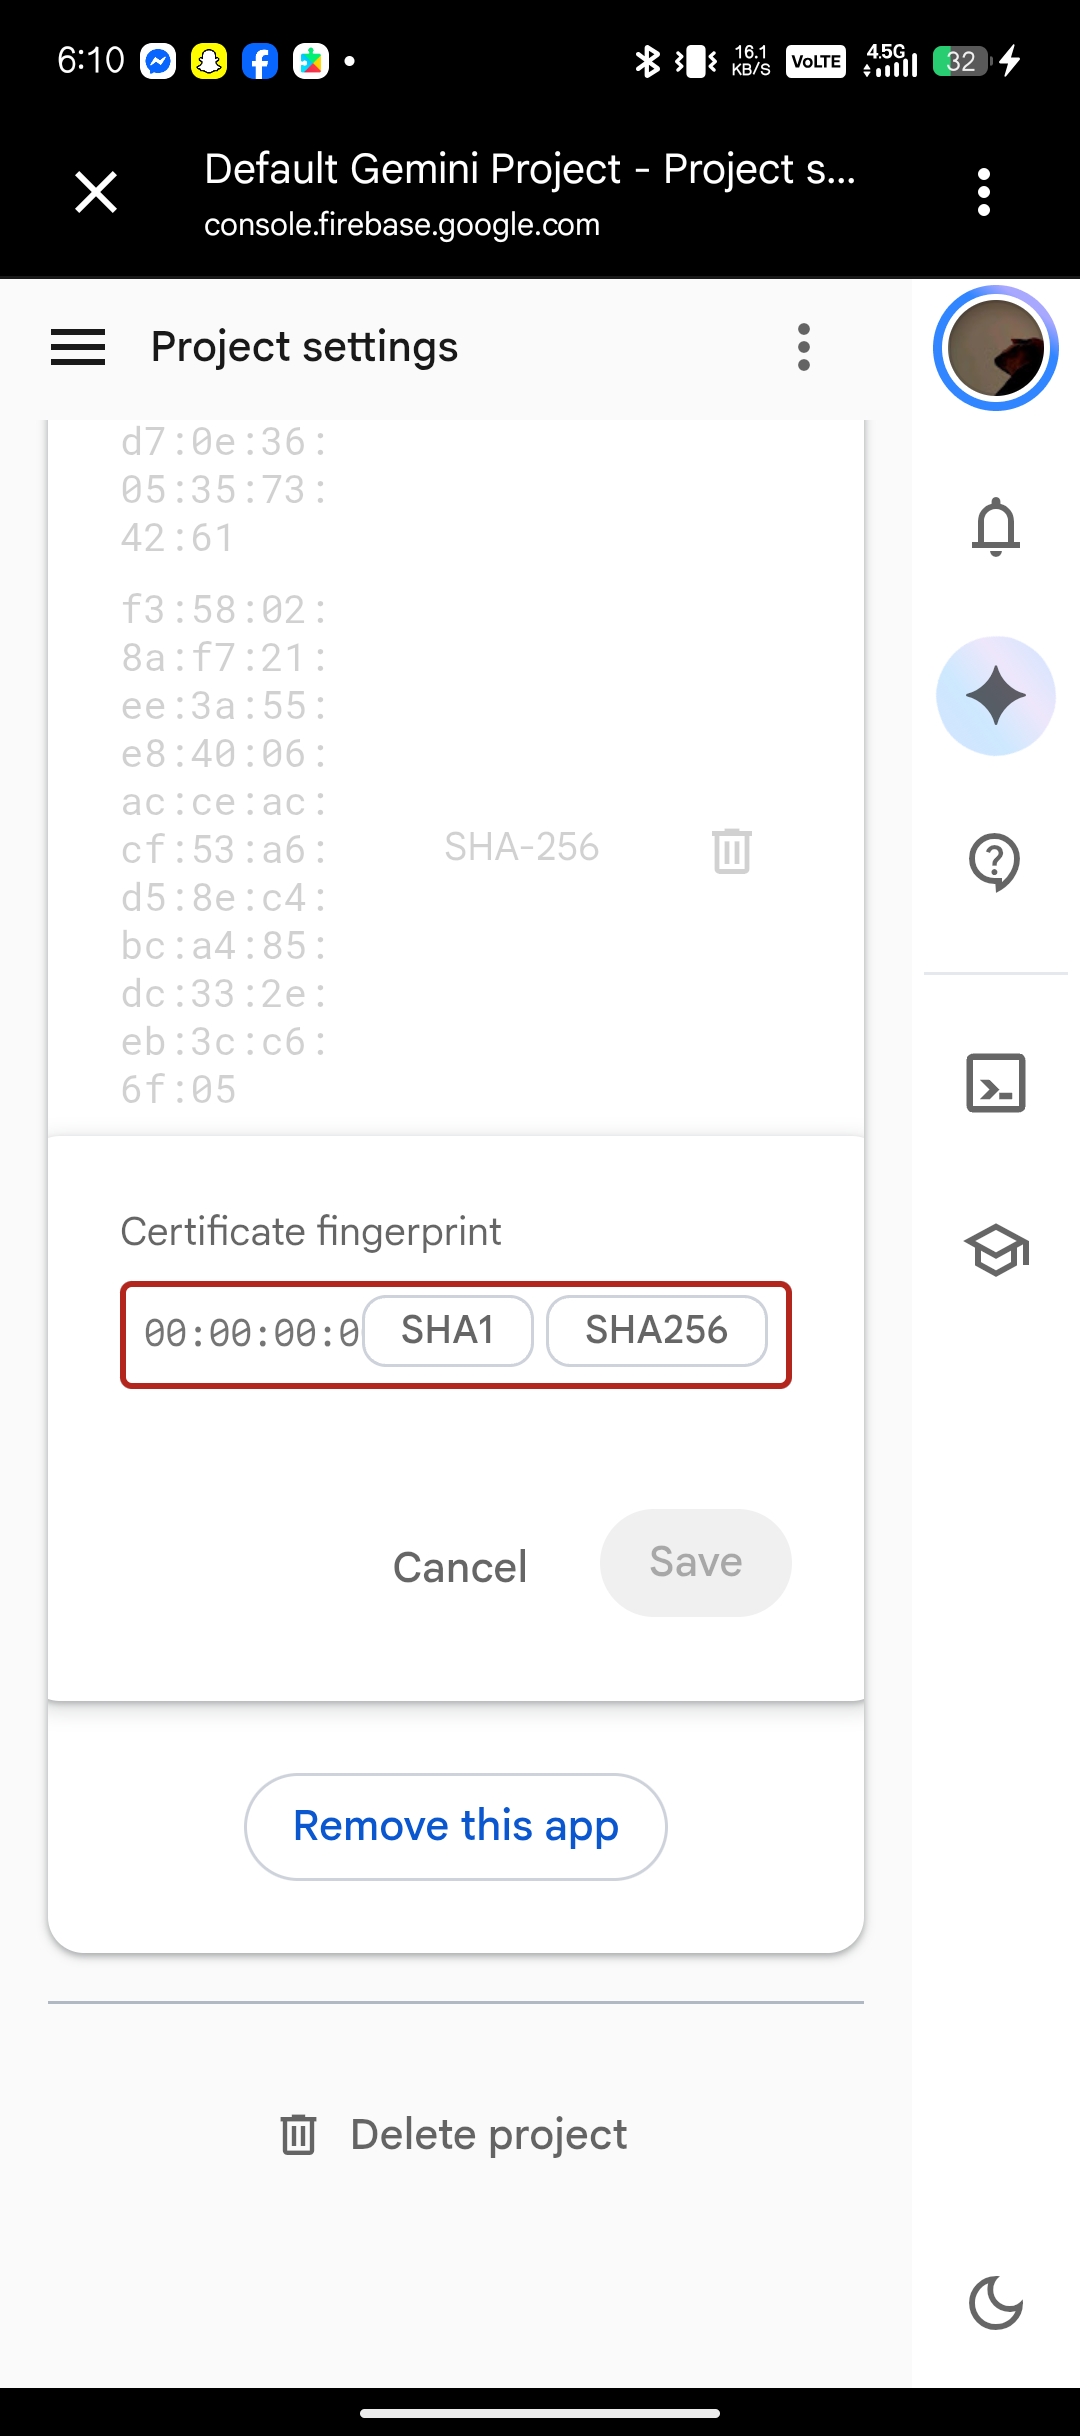 6:10
16.1
KB/S
VoLTE
4.5G
32
Default Gemini Project - Project s...
console.firebase.google.com
Project settings
d7:0e:36:
05:35:73:
42:61
f3:58:02:
8a:f7:21:
ee:3a:55:
e8:40:06:
ac:ce:ac:
cf:53:a6:
SHA-256
d5:8e:c4:
bc:a4:85:
dc:33:2e:
eb:3c:c6:
6f:05
Certificate fingerprint
00:00:00:0
SHA1
SHA256
Cancel
Save
Remove this app
Delete project